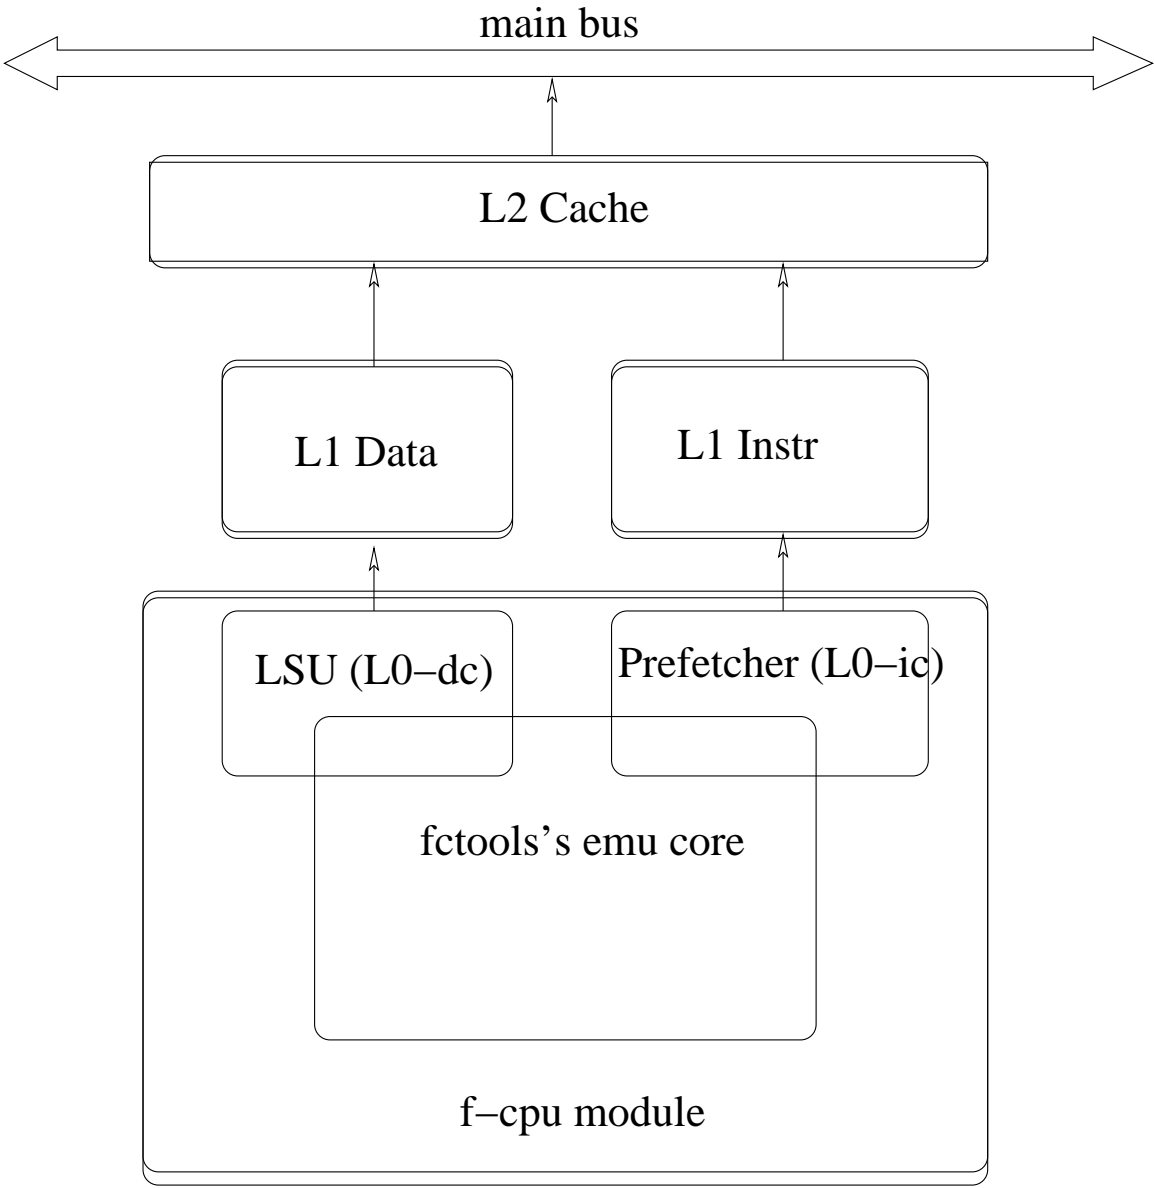 main bus
L2 Cache
L1 Data
L1 Instr
LSU (L0−dc)
Prefetcher (L0−ic)
fctools's emu core
f−cpu module